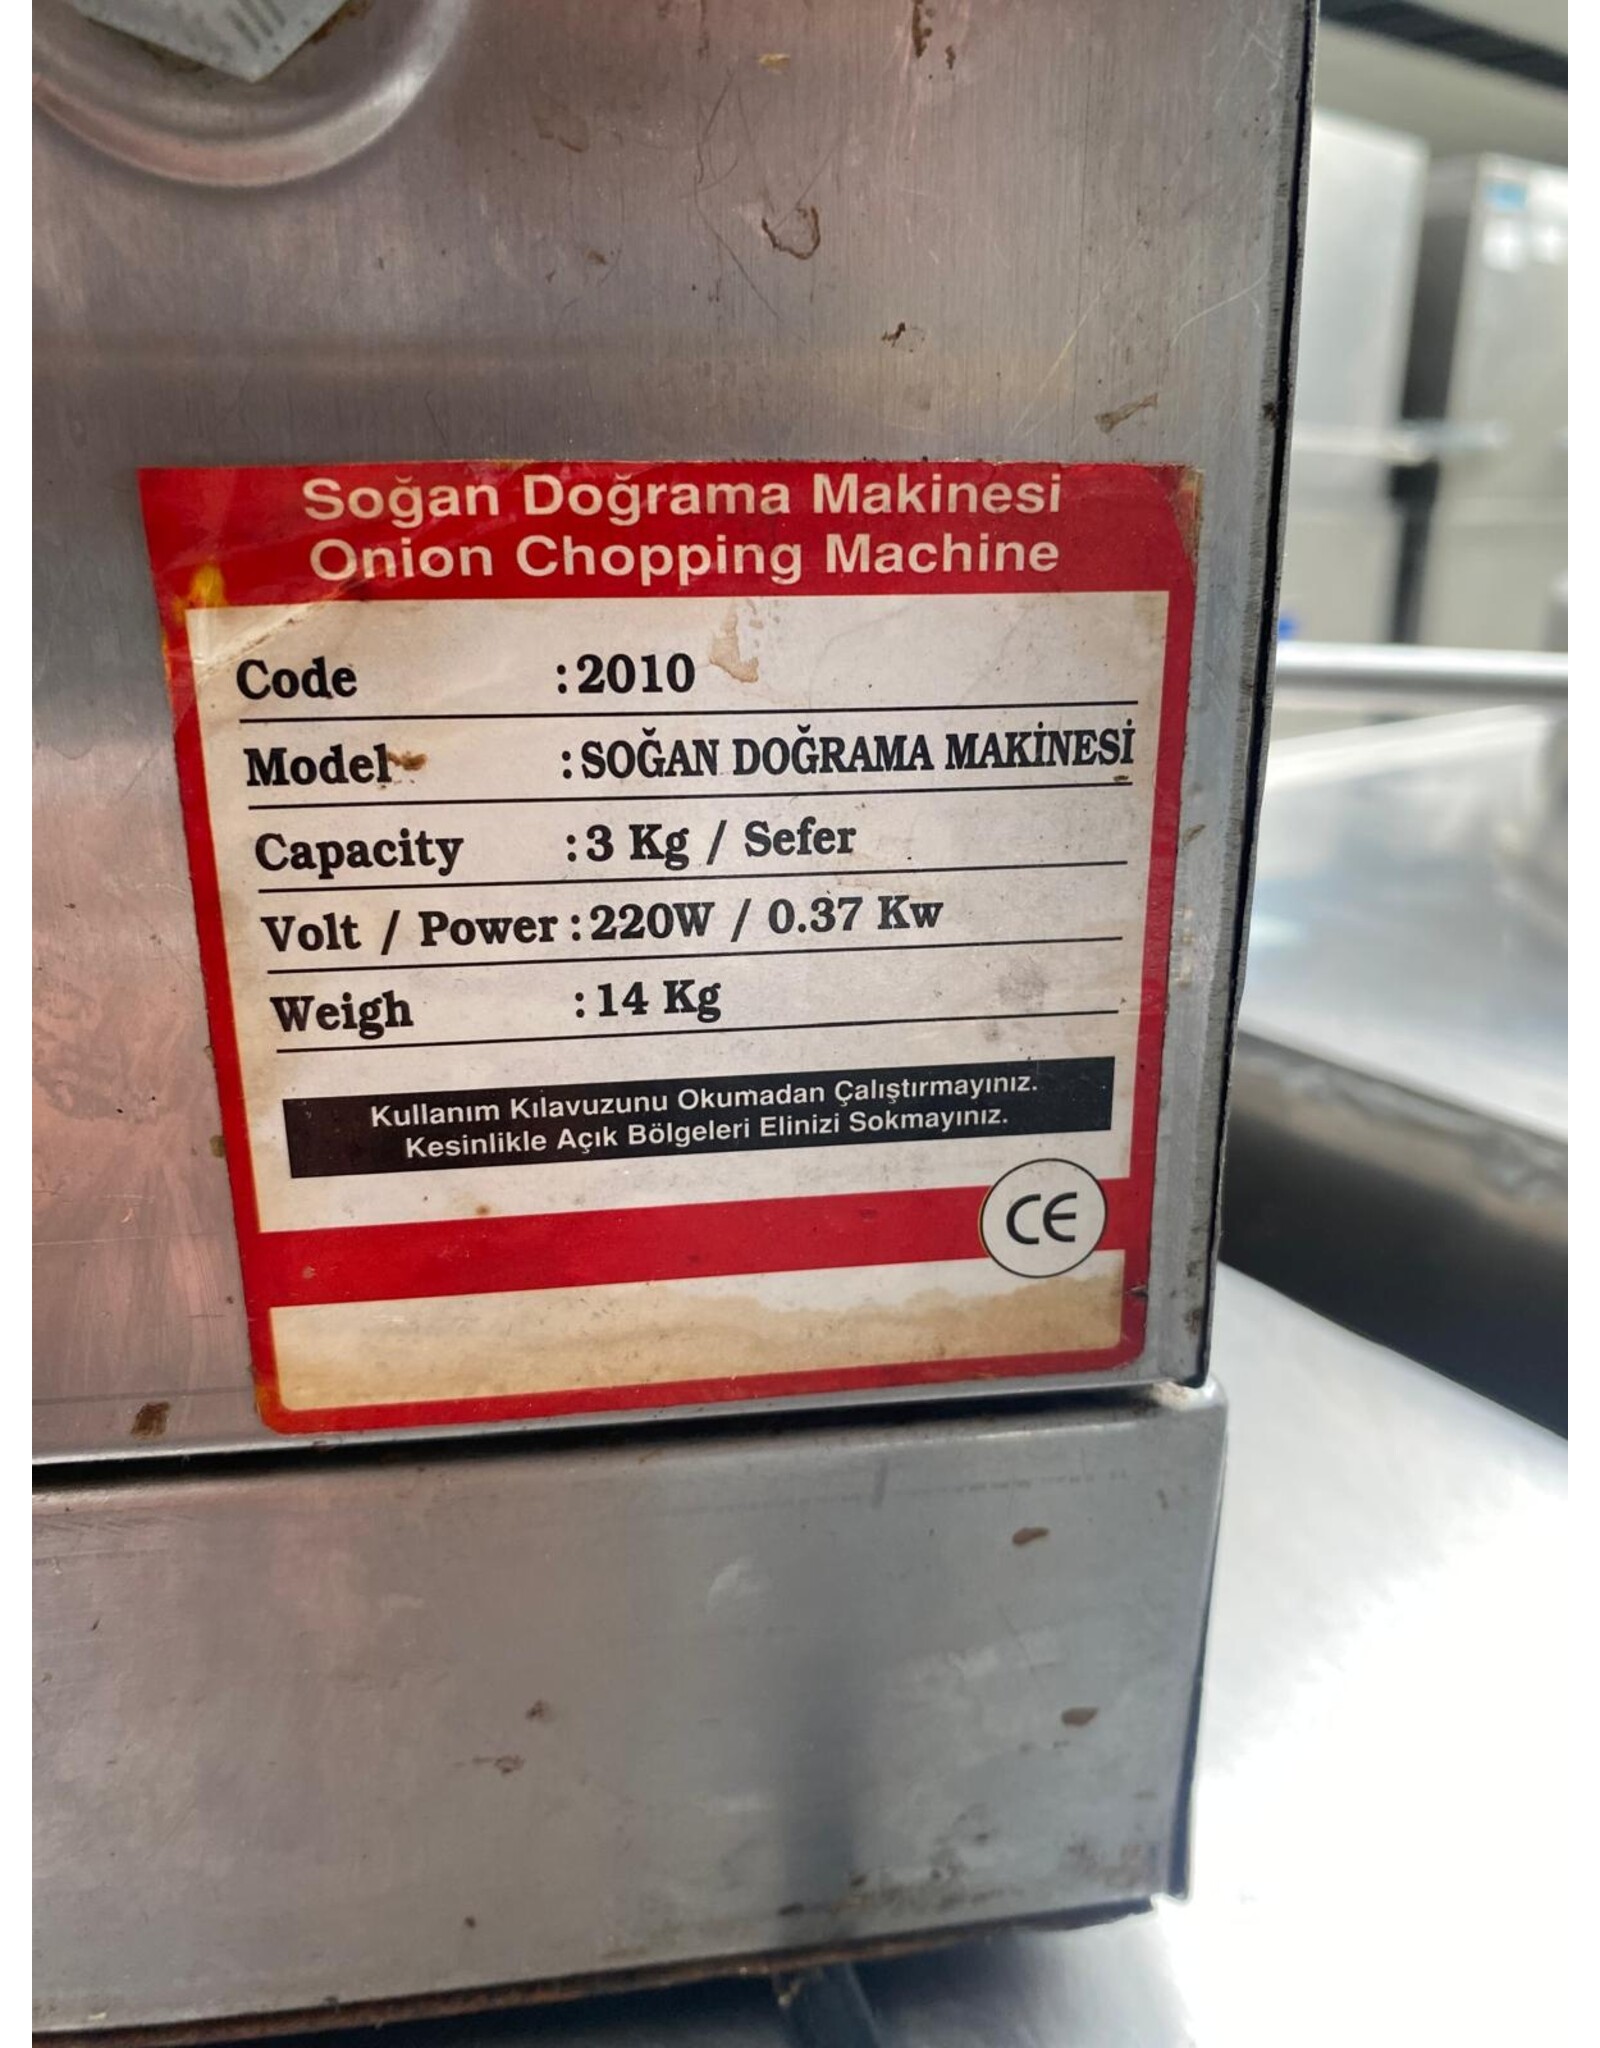 Soğan Doğrama Makinesi
Onion Chopping Machine
Code :2010
Model :SOĞAN DOĞRAMA MAKİNESİ
Capacity :3 Kg / Sefer
Volt / Power :220W / 0.37 Kw
Weigh :14 Kg
Kullanım Kılavuzunu Okumadan Çalıştırmayınız.
Kesinlikle Açık Bölgeleri Elinizi Sokmayınız.
CE